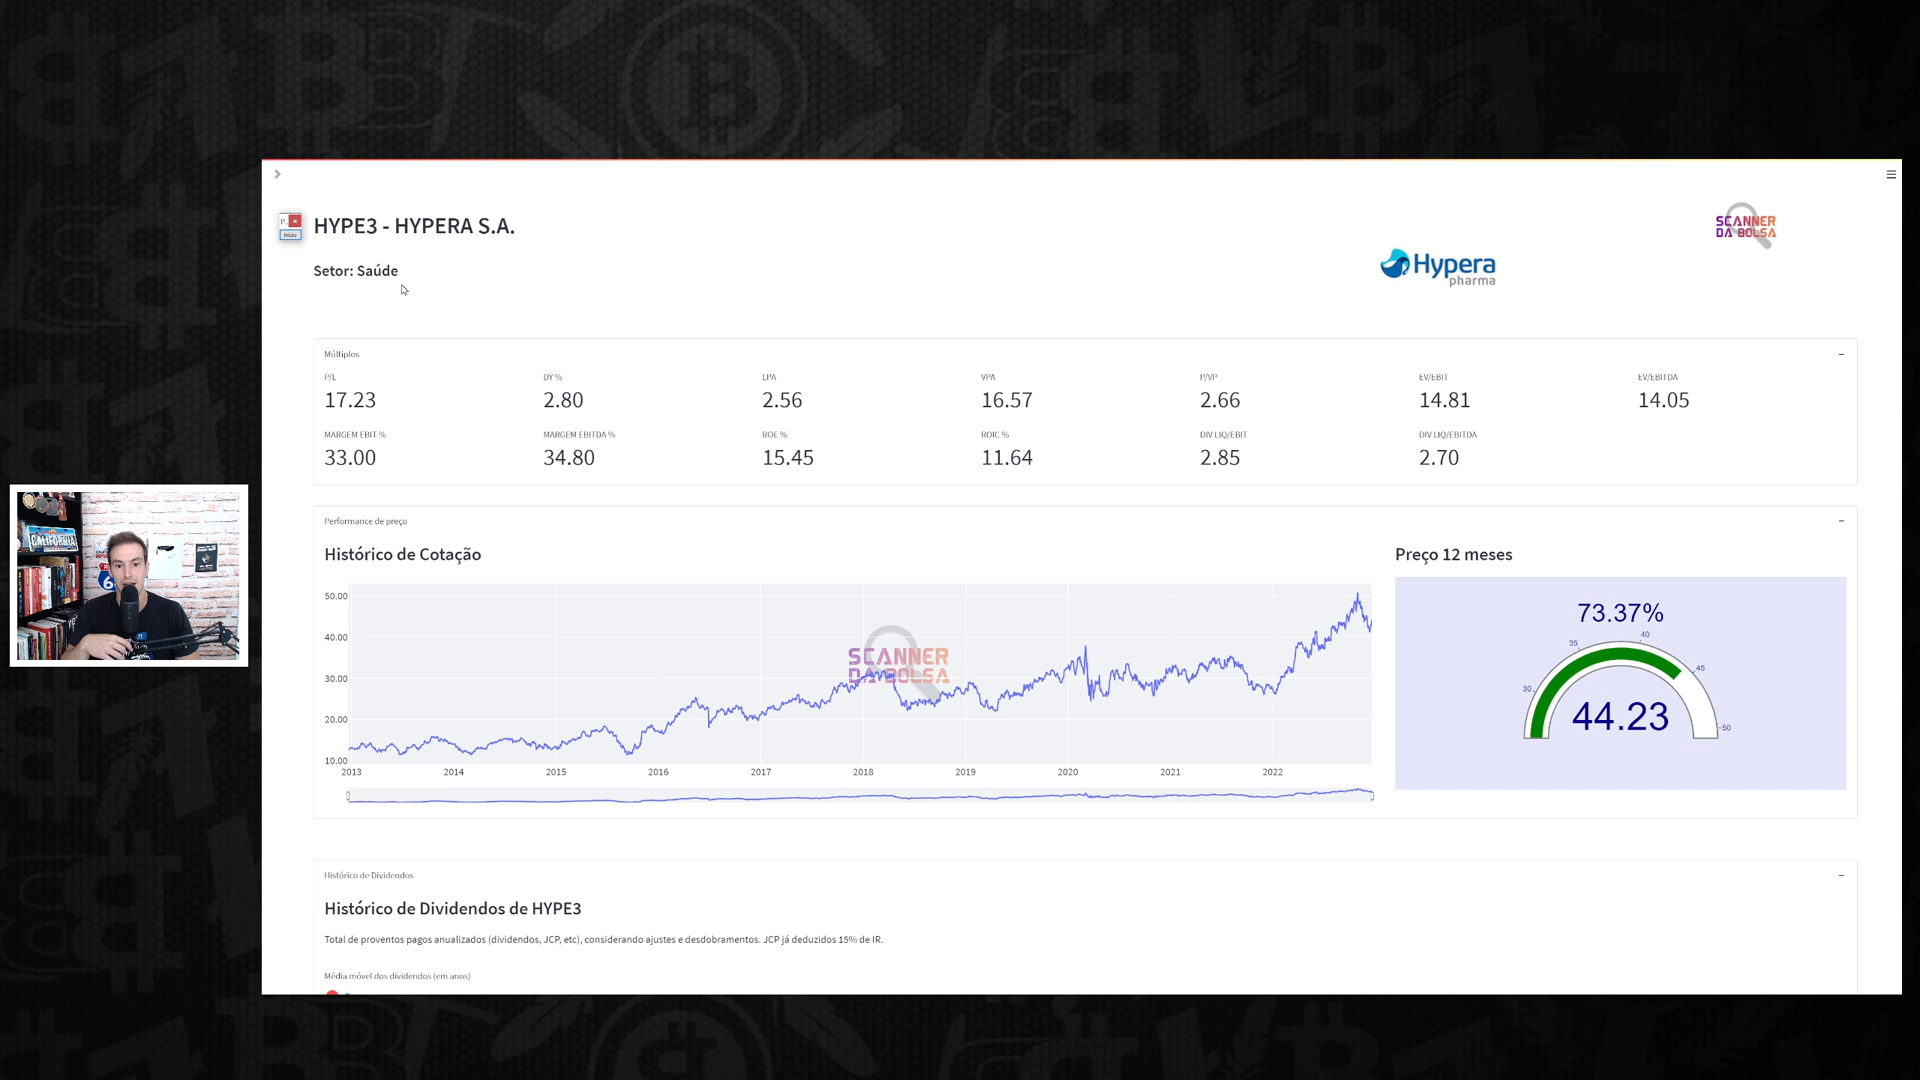 HYPE3 - HYPERA S.A.
SCANNER
DA BOLSA
Setor: Saúde
Hypera
pharma
Múltiplos
P/L DY % LPA VPA P/VP EV/EBIT EV/EBITDA
17.23 2.80 2.56 16.57 2.66 14.81 14.05
MARGEM EBIT % MARGEM EBITDA % ROE % ROIC % DIV LIQ/EBIT DIV LIQ/EBITDA
33.00 34.80 15.45 11.64 2.85 2.70
Performance de preço
Histórico de Cotação
Preço 12 meses
50.00
40.00
30.00
20.00
10.00
2013 2014 2015 2016 2017 2018 2019 2020 2021 2022
SCANNER
DA BOLSA
73.37%
30 35 40 45 50
44.23
CALIFORNIA
Histórico de Dividendos
Histórico de Dividendos de HYPE3
Total de proventos pagos anualizados (dividendos, JCP, etc), considerando ajustes e desdobramentos. JCP já deduzidos 15% de IR.
Média móvel dos dividendos (em anos)